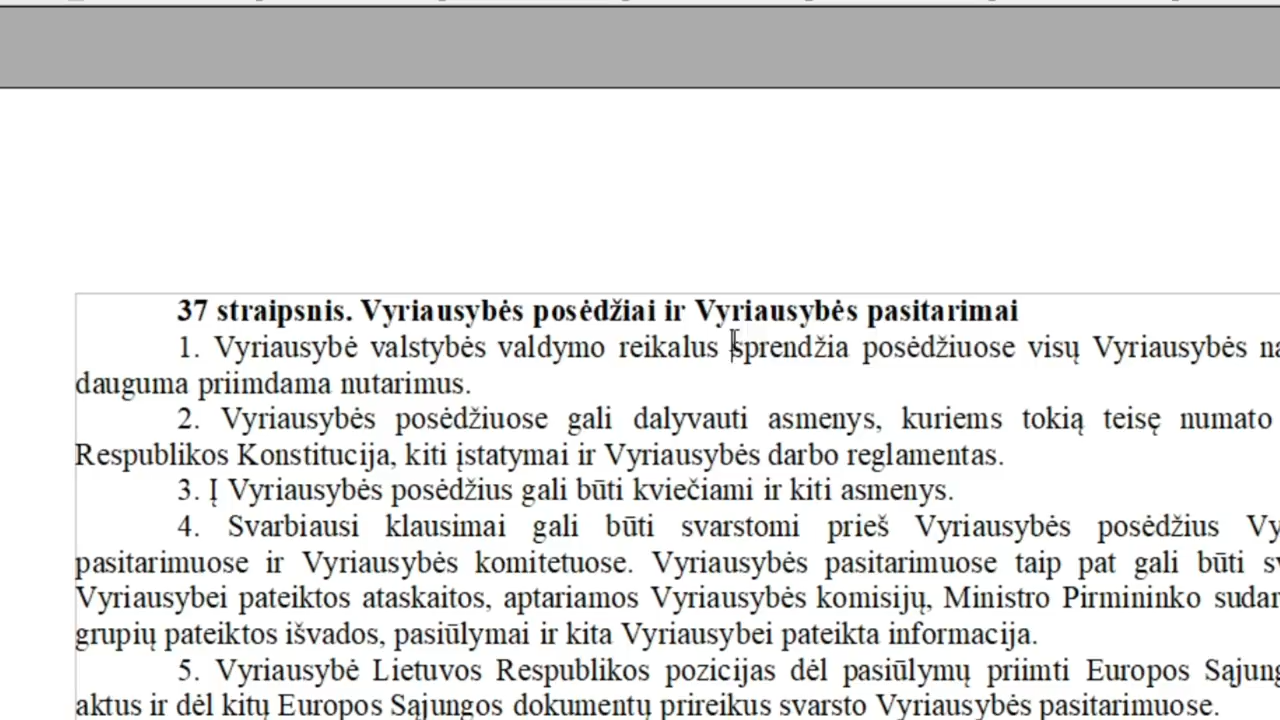 37 straipsnis. Vyriausybės posėdžiai ir Vyriausybės pasitarimai
1. Vyriausybė valstybės valdymo reikalus sprendžia posėdžiuose visų Vyriausybės
dauguma priimdama nutarimus.
2. Vyriausybės posėdžiuose gali dalyvauti asmenys, kuriems tokią teisę numato
Respublikos Konstitucija, kiti įstatymai ir Vyriausybės darbo reglamentas.
3. Į Vyriausybės posėdžius gali būti kviečiami ir kiti asmenys.
4. Svarbiausi klausimai gali būti svarstomi prieš Vyriausybės posėdžius
pasitarimuose ir Vyriausybės komitetuose. Vyriausybės pasitarimuose taip pat gali būti
Vyriausybei pateiktos ataskaitos, aptariamos Vyriausybės komisijų, Ministro Pirmininko
grupių pateiktos išvados, pasiūlymai ir kita Vyriausybei pateikta informacija.
5. Vyriausybė Lietuvos Respublikos pozicijas dėl pasiūlymų priimti Europos
aktus ir dėl kitų Europos Sąjungos dokumentų prireikus svarsto Vyriausybės pasitarimuose.